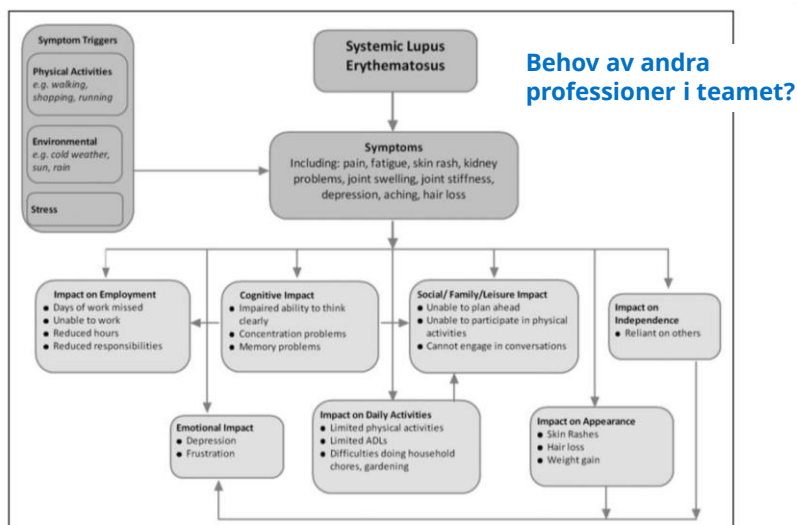 Symptom Triggers
Physical Activities
e.g. walking,
shopping, running
Environmental
e.g. cold weather,
sun, rain
Stress
Systemic Lupus
Erythematosus
Behov av andra
professioner i teamet?
Symptoms
Including: pain, fatigue, skin rash, kidney
problems, joint swelling, joint stiffness,
depression, aching, hair loss
Impact on Employment
● Days of work missed
● Unable to work
● Reduced hours
● Reduced responsibilities
Cognitive Impact
● Impaired ability to think
clearly
● Concentration problems
● Memory problems
Social/ Family/Leisure Impact
● Unable to plan ahead
● Unable to participate in physical
activities
● Cannot engage in conversations
Impact on
Independence
● Reliant on others
Emotional Impact
● Depression
● Frustration
Impact on Daily Activities
● Limited physical activities
● Limited ADLs
● Difficulties doing household
chores, gardening
Impact on Appearance
● Skin Rashes
● Hair loss
● Weight gain